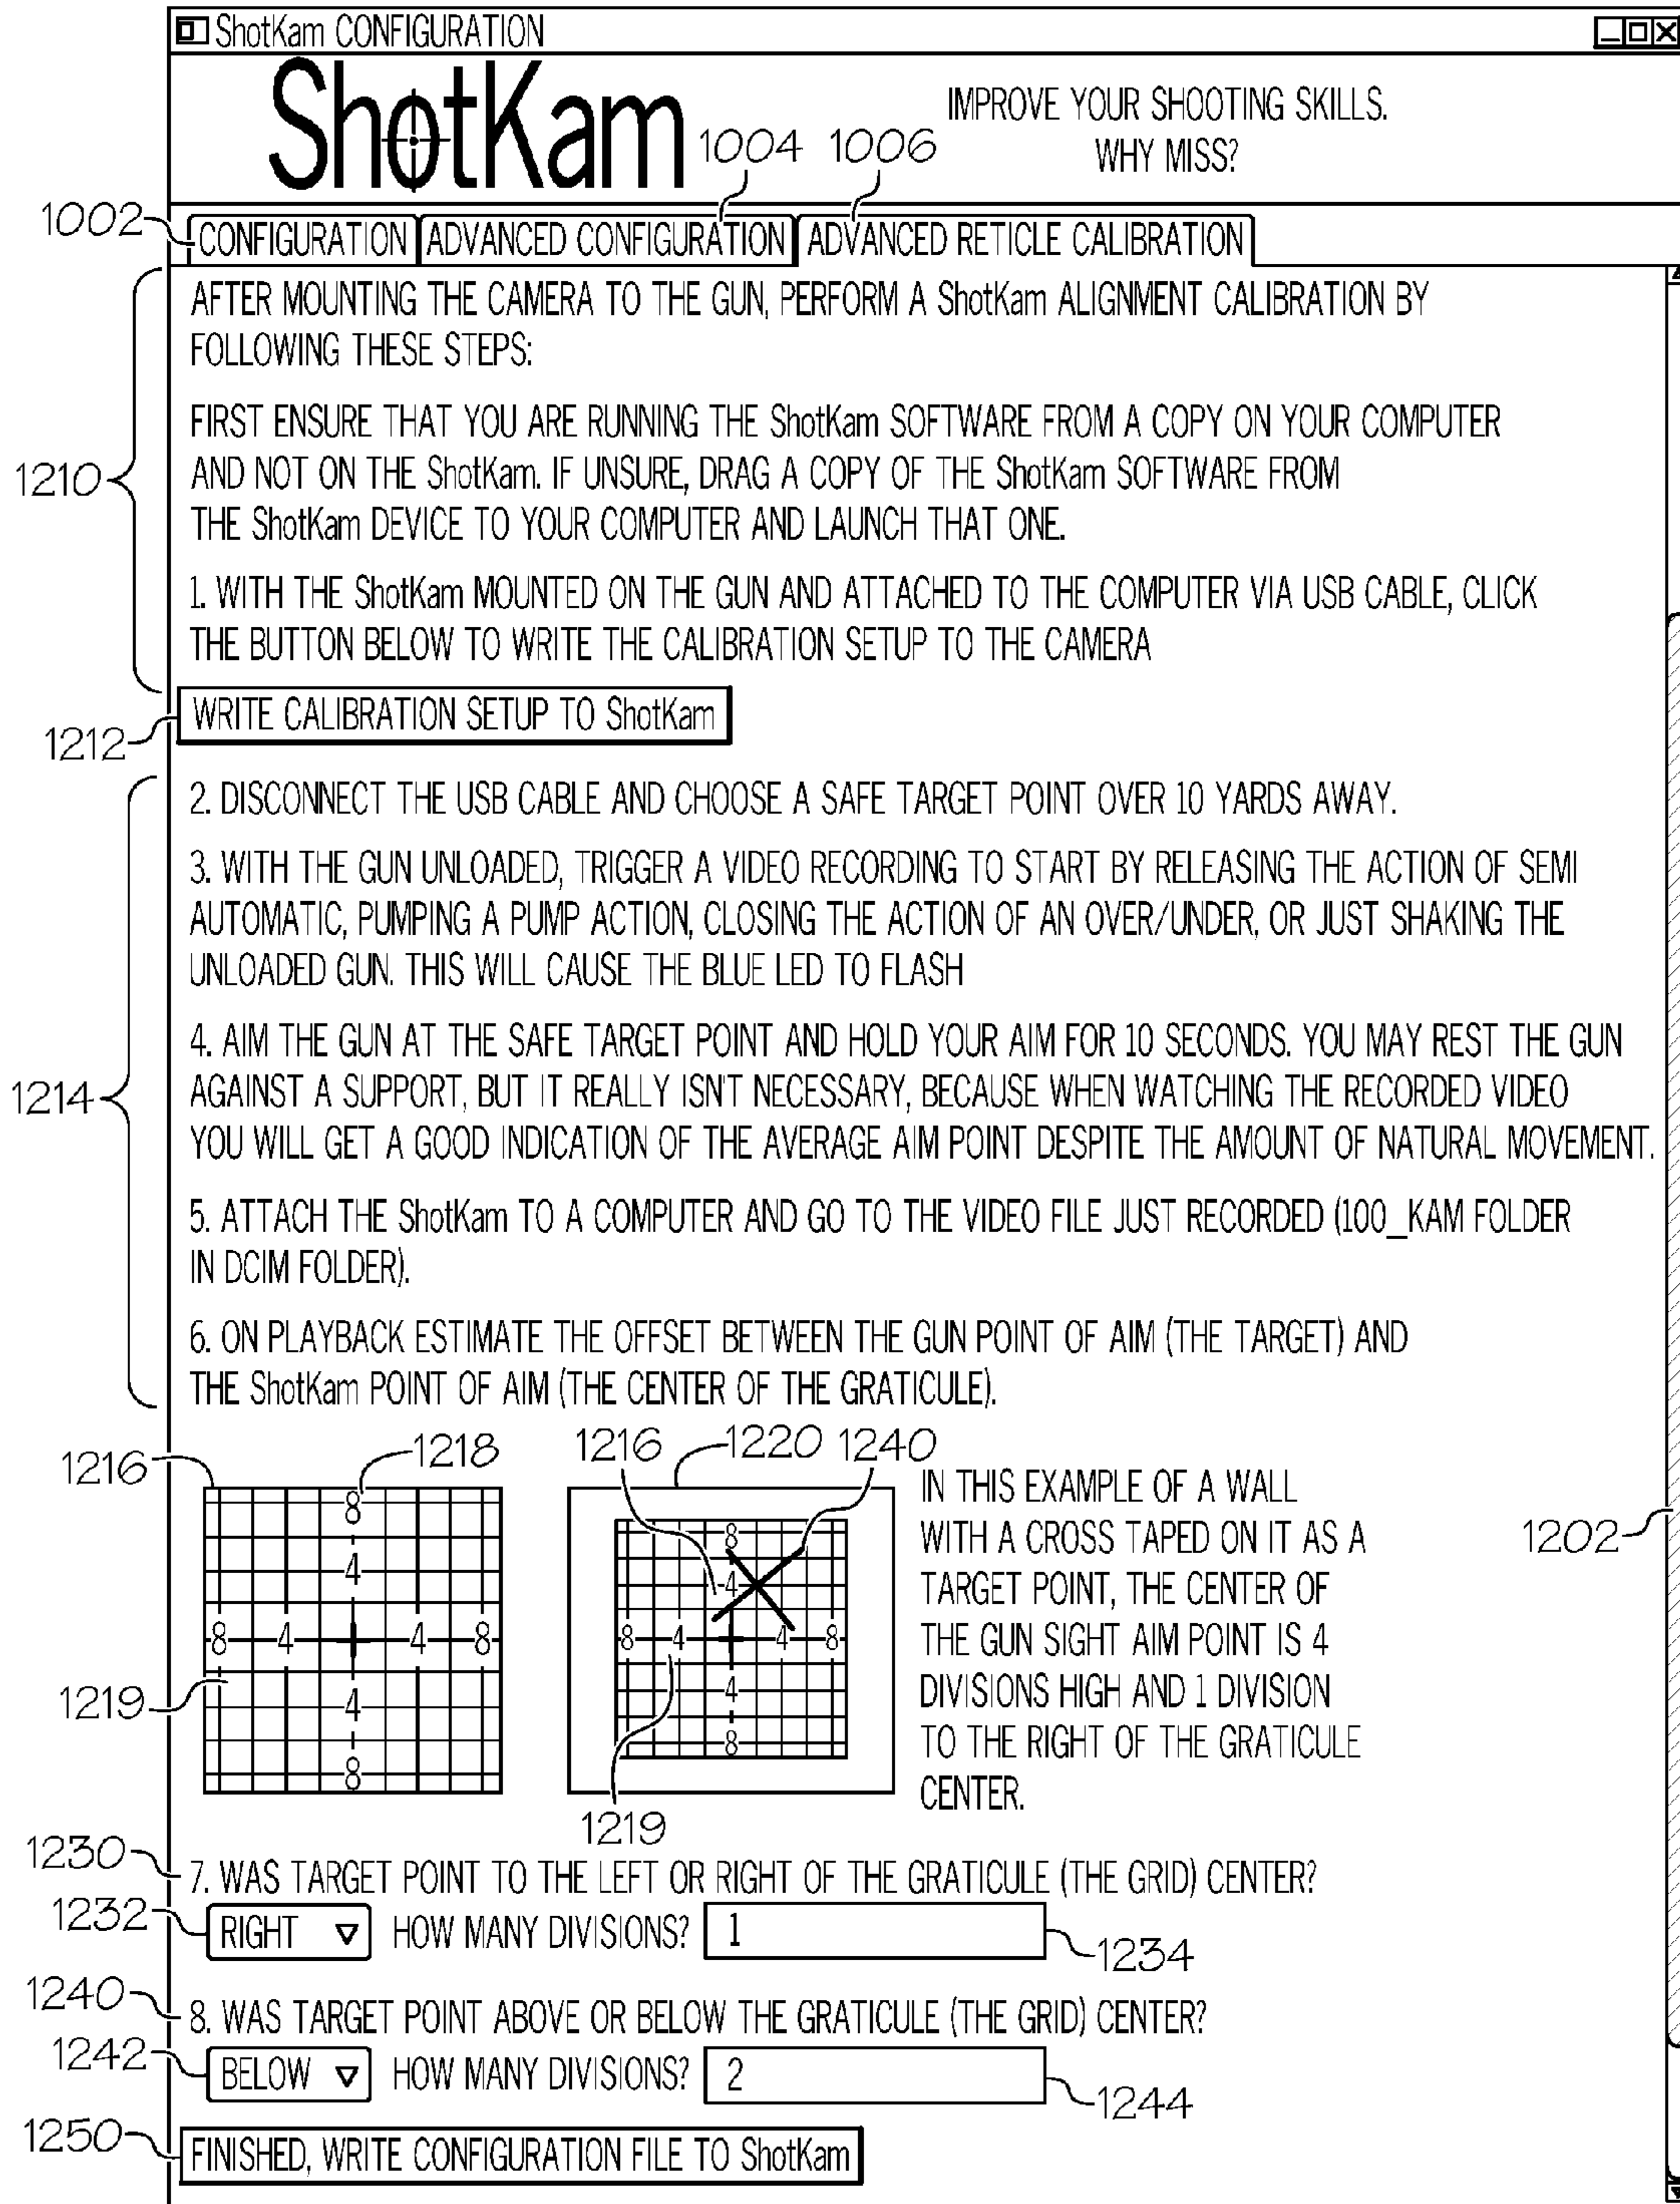 ShotKam CONFIGURATION
ShotKam
IMPROVE YOUR SHOOTING SKILLS.
WHY MISS?
1004 1006
1002
CONFIGURATION ADVANCED CONFIGURATION ADVANCED RETICLE CALIBRATION
AFTER MOUNTING THE CAMERA TO THE GUN, PERFORM A ShotKam ALIGNMENT CALIBRATION BY
FOLLOWING THESE STEPS:
FIRST ENSURE THAT YOU ARE RUNNING THE ShotKam SOFTWARE FROM A COPY ON YOUR COMPUTER
1210
AND NOT ON THE ShotKam. IF UNSURE, DRAG A COPY OF THE ShotKam SOFTWARE FROM
THE ShotKam DEVICE TO YOUR COMPUTER AND LAUNCH THAT ONE.
1. WITH THE ShotKam MOUNTED ON THE GUN AND ATTACHED TO THE COMPUTER VIA USB CABLE, CLICK
THE BUTTON BELOW TO WRITE THE CALIBRATION SETUP TO THE CAMERA
WRITE CALIBRATION SETUP TO ShotKam
1212
2. DISCONNECT THE USB CABLE AND CHOOSE A SAFE TARGET POINT OVER 10 YARDS AWAY.
3. WITH THE GUN UNLOADED, TRIGGER A VIDEO RECORDING TO START BY RELEASING THE ACTION OF SEMI
AUTOMATIC, PUMPING A PUMP ACTION, CLOSING THE ACTION OF AN OVER/UNDER, OR JUST SHAKING THE
UNLOADED GUN. THIS WILL CAUSE THE BLUE LED TO FLASH
4. AIM THE GUN AT THE SAFE TARGET POINT AND HOLD YOUR AIM FOR 10 SECONDS. YOU MAY REST THE GUN
1214
AGAINST A SUPPORT, BUT IT REALLY ISN'T NECESSARY, BECAUSE WHEN WATCHING THE RECORDED VIDEO
YOU WILL GET A GOOD INDICATION OF THE AVERAGE AIM POINT DESPITE THE AMOUNT OF NATURAL MOVEMENT.
5. ATTACH THE ShotKam TO A COMPUTER AND GO TO THE VIDEO FILE JUST RECORDED (100_KAM FOLDER
IN DCIM FOLDER).
6. ON PLAYBACK ESTIMATE THE OFFSET BETWEEN THE GUN POINT OF AIM (THE TARGET) AND
THE ShotKam POINT OF AIM (THE CENTER OF THE GRATICULE).
1216 1218 1216 1220 1240
8
4
8 4 4 8
4
8
1219
8
4
8 4 4 8
4
8
1219
IN THIS EXAMPLE OF A WALL
WITH A CROSS TAPED ON IT AS A
TARGET POINT, THE CENTER OF
THE GUN SIGHT AIM POINT IS 4
DIVISIONS HIGH AND 1 DIVISION
TO THE RIGHT OF THE GRATICULE
CENTER.
1202
1230
7. WAS TARGET POINT TO THE LEFT OR RIGHT OF THE GRATICULE (THE GRID) CENTER?
1232
RIGHT HOW MANY DIVISIONS? 1
1234
1240
8. WAS TARGET POINT ABOVE OR BELOW THE GRATICULE (THE GRID) CENTER?
1242
BELOW HOW MANY DIVISIONS? 2
1244
1250
FINISHED, WRITE CONFIGURATION FILE TO ShotKam